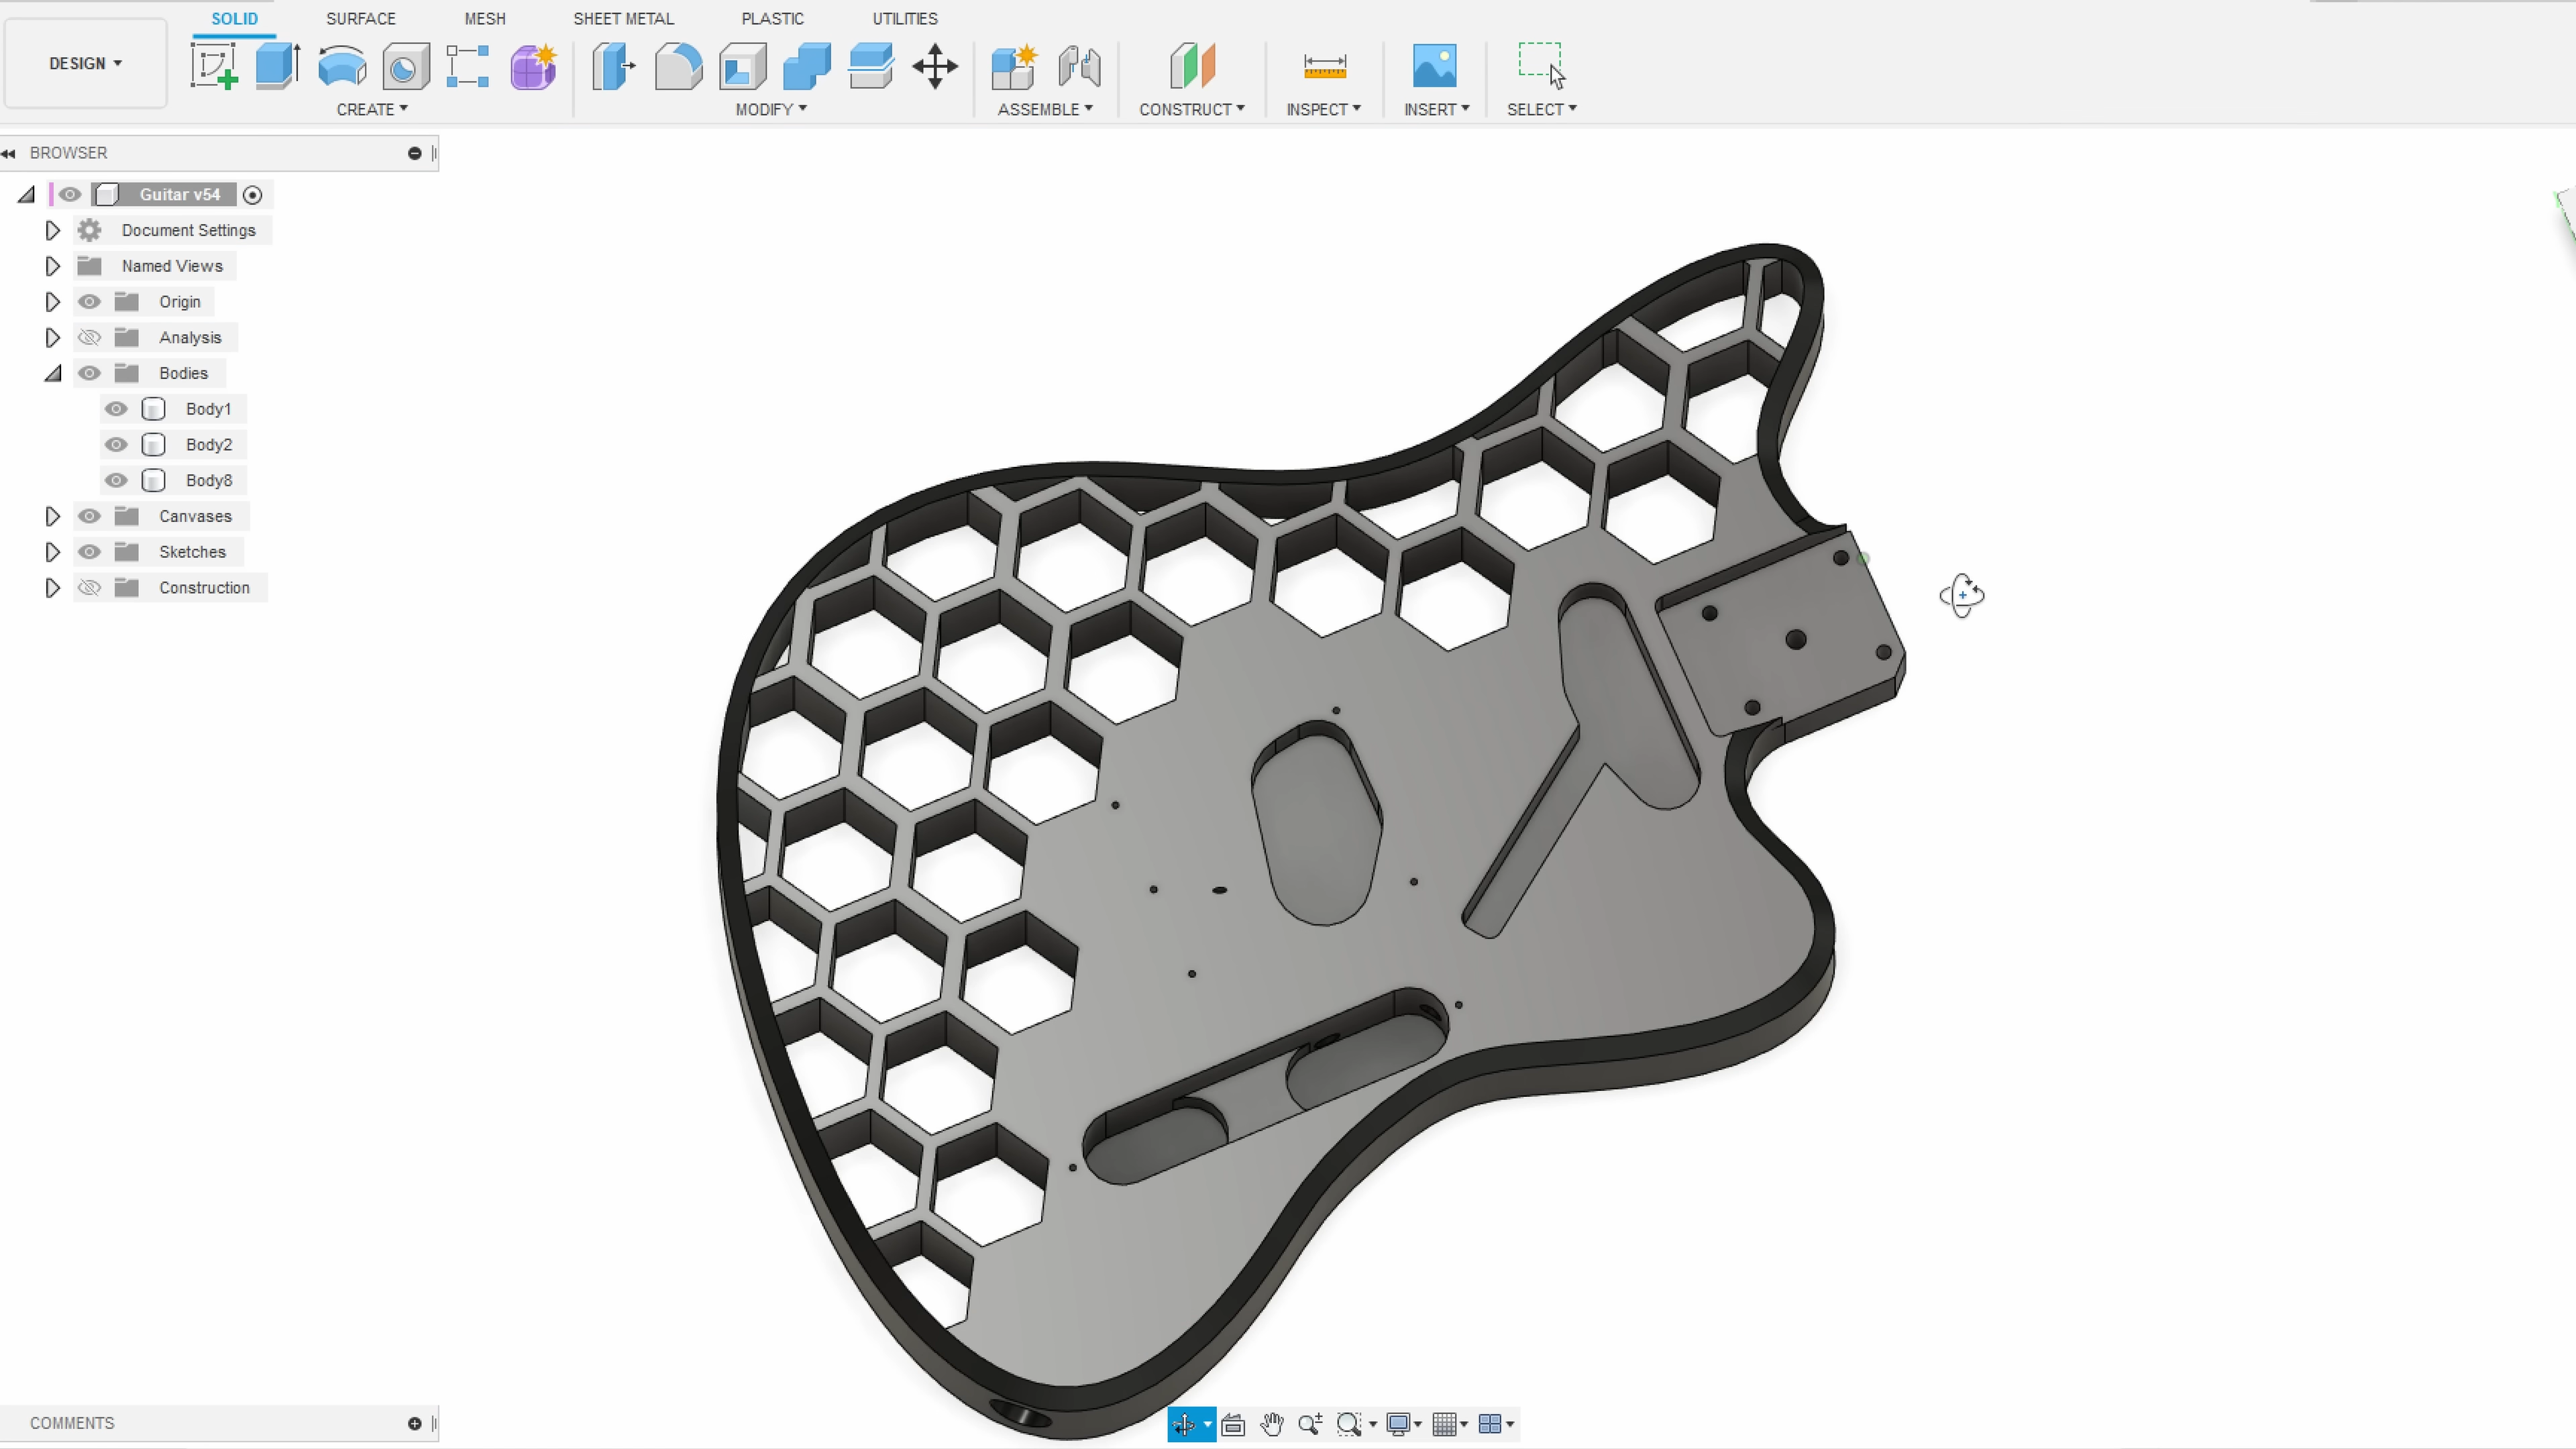 SOLID SURFACE MESH SHEET METAL PLASTIC UTILITIES
DESIGN
CREATE MODIFY ASSEMBLE CONSTRUCT INSPECT INSERT SELECT
BROWSER
Guitar v54
Document Settings
Named Views
Origin
Analysis
Bodies
Body1
Body2
Body8
Canvases
Sketches
Construction
COMMENTS